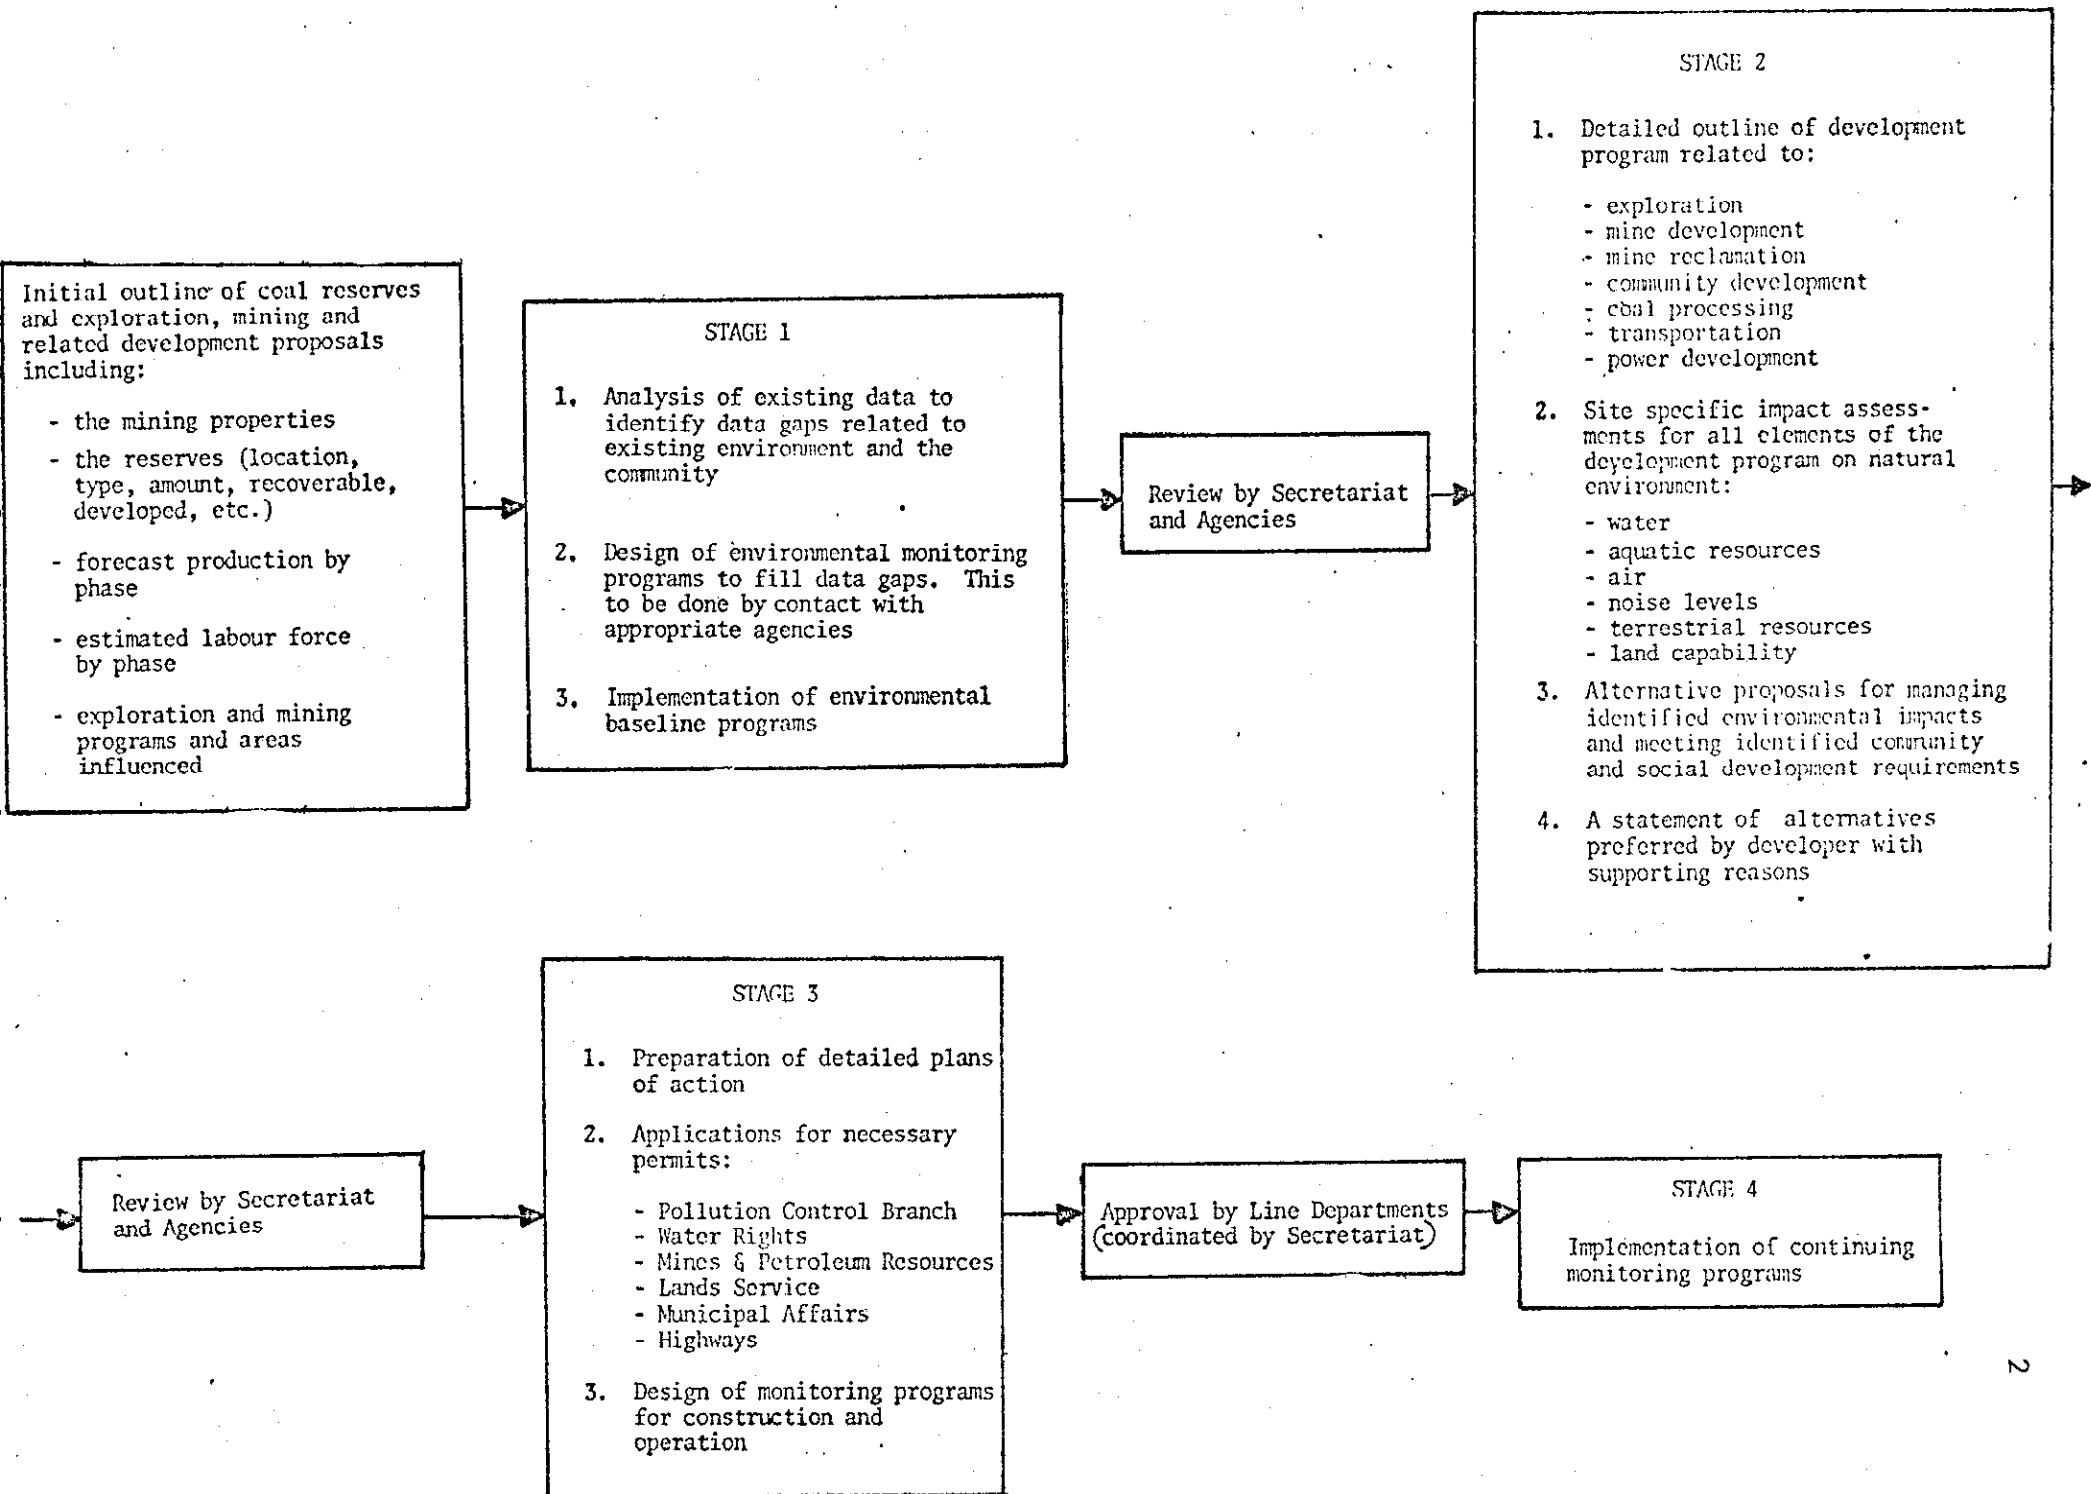 Initial outline of coal reserves
and exploration, mining and
related development proposals
including:
- the mining properties
- the reserves (location,
type, amount, recoverable,
developed, etc.)
- forecast production by
phase
- estimated labour force
by phase
- exploration and mining
programs and areas
influenced
STAGE 1
1. Analysis of existing data to
identify data gaps related to
existing environment and the
community
2. Design of environmental monitoring
programs to fill data gaps. This
to be done by contact with
appropriate agencies
3. Implementation of environmental
baseline programs
Review by Secretariat
and Agencies
STAGE 2
1. Detailed outline of development
program related to:
- exploration
- mine development
- mine reclamation
- community development
- coal processing
- transportation
- power development
2. Site specific impact assess-
ments for all elements of the
development program on natural
environment:
- water
- aquatic resources
- air
- noise levels
- terrestrial resources
- land capability
3. Alternative proposals for managing
identified environmental impacts
and meeting identified community
and social development requirements
4. A statement of alternatives
preferred by developer with
supporting reasons
Review by Secretariat
and Agencies
STAGE 3
1. Preparation of detailed plans
of action
2. Applications for necessary
permits:
- Pollution Control Branch
- Water Rights
- Mines & Petroleum Resources
- Lands Service
- Municipal Affairs
- Highways
3. Design of monitoring programs
for construction and
operation
Approval by Line Departments
(coordinated by Secretariat)
STAGE 4
Implementation of continuing
monitoring programs
2